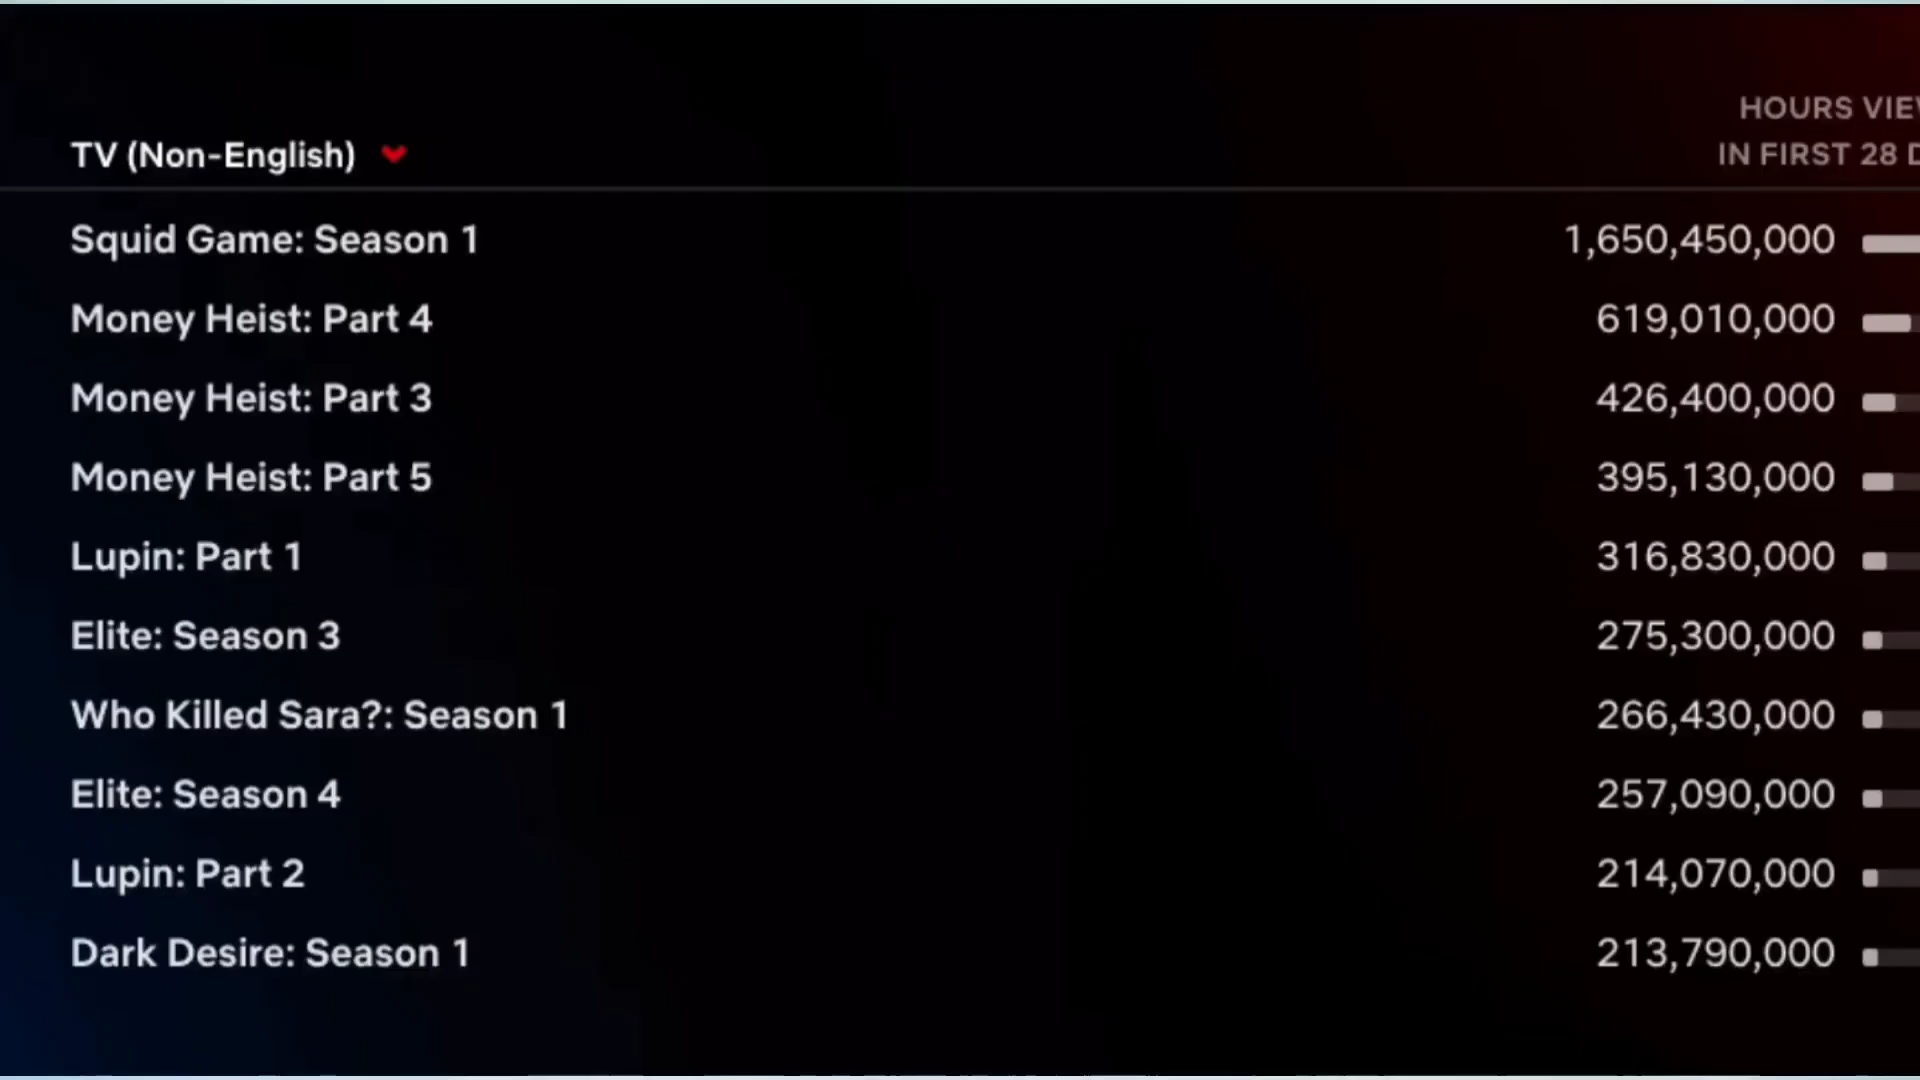 HOURS VIE
TV (Non-English)
IN FIRST 28 D
Squid Game: Season 1 1,650,450,000
Money Heist: Part 4 619,010,000
Money Heist: Part 3 426,400,000
Money Heist: Part 5 395,130,000
Lupin: Part 1 316,830,000
Elite: Season 3 275,300,000
Who Killed Sara?: Season 1 266,430,000
Elite: Season 4 257,090,000
Lupin: Part 2 214,070,000
Dark Desire: Season 1 213,790,000